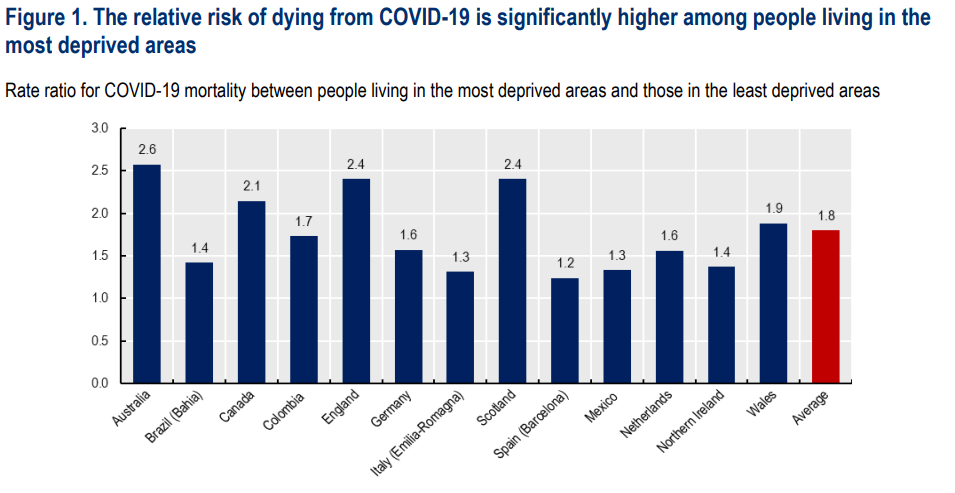 Figure 1. The relative risk of dying from COVID-19 is significantly higher among people living in the
most deprived areas
Rate ratio for COVID-19 mortality between people living in the most deprived areas and those in the least deprived areas
3.0
2.5
2.0
1.5
1.0
0.5
0.0
2.6
1.4
2.1
1.7
2.4
1.6
1.3
2.4
1.2
1.3
1.6
1.4
1.9
1.8
Australia
Brazil (Bahia)
Canada
Colombia
England
Germany
Italy (Emilia-Romagna)
Scotland
Spain (Barcelona)
Mexico
Netherlands
Northern Ireland
Wales
Average